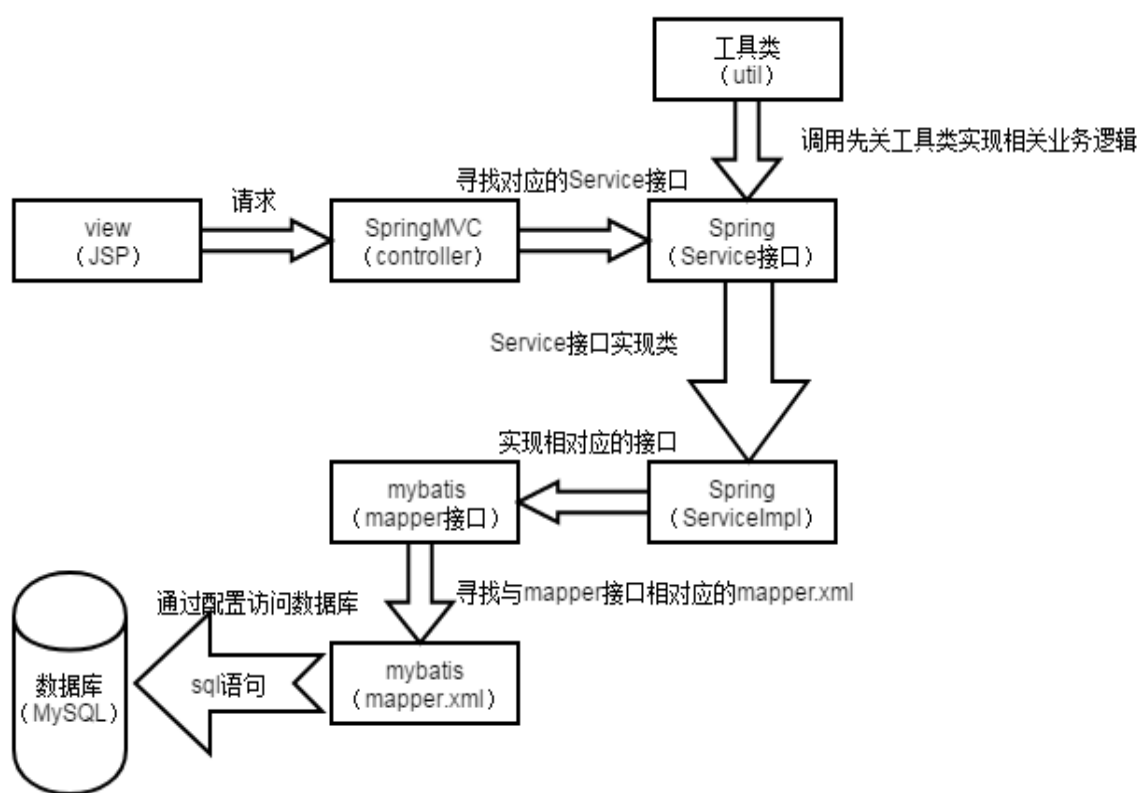 工具类
（util）
调用先关工具类实现相关业务逻辑
寻找对应的Service接口
请求
view
（JSP）
SpringMVC
（controller）
Spring
（Service接口）
Service接口实现类
实现相对应的接口
mybatis
（mapper接口）
Spring
（ServiceImpl）
寻找与mapper接口相对应的mapper.xml
通过配置访问数据库
数据库
（MySQL）
sql语句
mybatis
（mapper.xml）